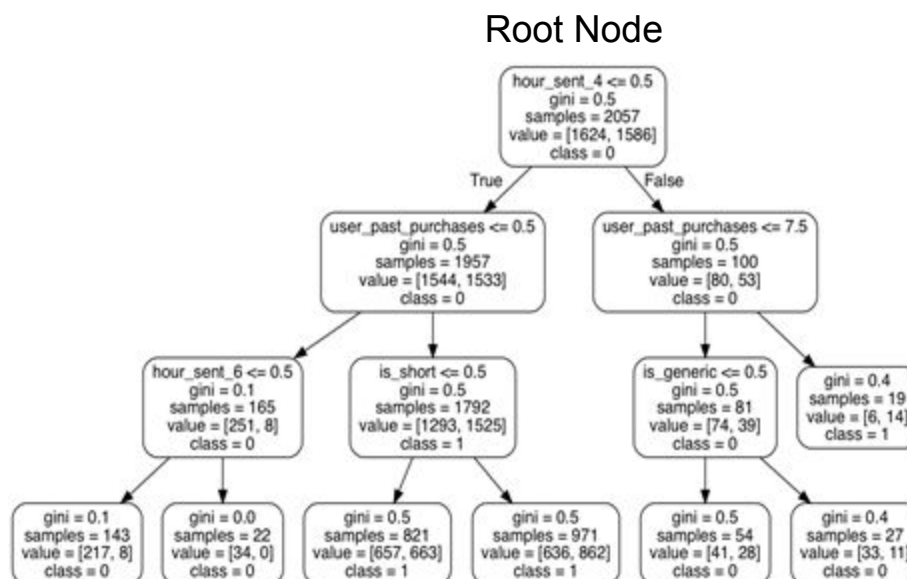 Root Node
hour_sent_4 <= 0.5
gini = 0.5
samples = 2057
value = [1624, 1586]
class = 0
True
False
user_past_purchases <= 0.5
gini = 0.5
samples = 1957
value = [1544, 1533]
class = 0
user_past_purchases <= 7.5
gini = 0.5
samples = 100
value = [80, 53]
class = 0
hour_sent_6 <= 0.5
gini = 0.1
samples = 165
value = [251, 8]
class = 0
is_short <= 0.5
gini = 0.5
samples = 1792
value = [1293, 1525]
class = 1
is_generic <= 0.5
gini = 0.5
samples = 81
value = [74, 39]
class = 0
gini = 0.4
samples = 19
value = [6, 14]
class = 1
gini = 0.1
samples = 143
value = [217, 8]
class = 0
gini = 0.0
samples = 22
value = [34, 0]
class = 0
gini = 0.5
samples = 821
value = [657, 663]
class = 1
gini = 0.5
samples = 971
value = [636, 862]
class = 1
gini = 0.5
samples = 54
value = [41, 28]
class = 0
gini = 0.4
samples = 27
value = [33, 11]
class = 0